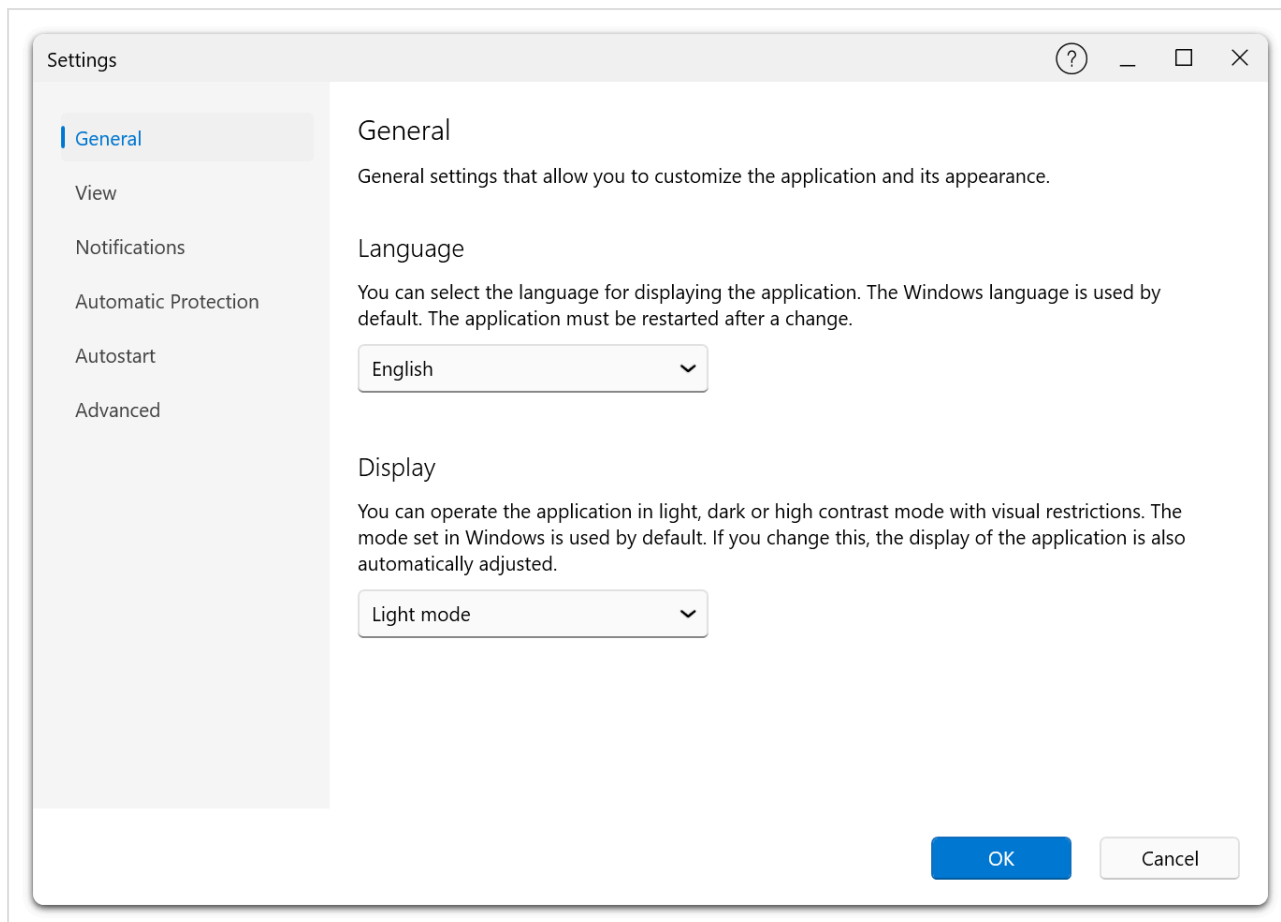 Settings
?
General
View
Notifications
Automatic Protection
Autostart
Advanced
General
General settings that allow you to customize the application and its appearance.
Language
You can select the language for displaying the application. The Windows language is used by
default. The application must be restarted after a change.
English
Display
You can operate the application in light, dark or high contrast mode with visual restrictions. The
mode set in Windows is used by default. If you change this, the display of the application is also
automatically adjusted.
Light mode
OK
Cancel